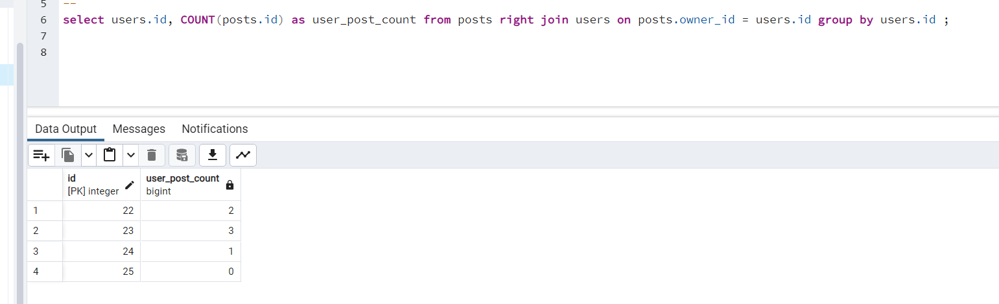 5 --
6 select users.id, COUNT(posts.id) as user_post_count from posts right join users on posts.owner_id = users.id group by users.id ;
7
8
Data Output Messages Notifications
id user_post_count
[PK] integer bigint
1 22 2
2 23 3
3 24 1
4 25 0